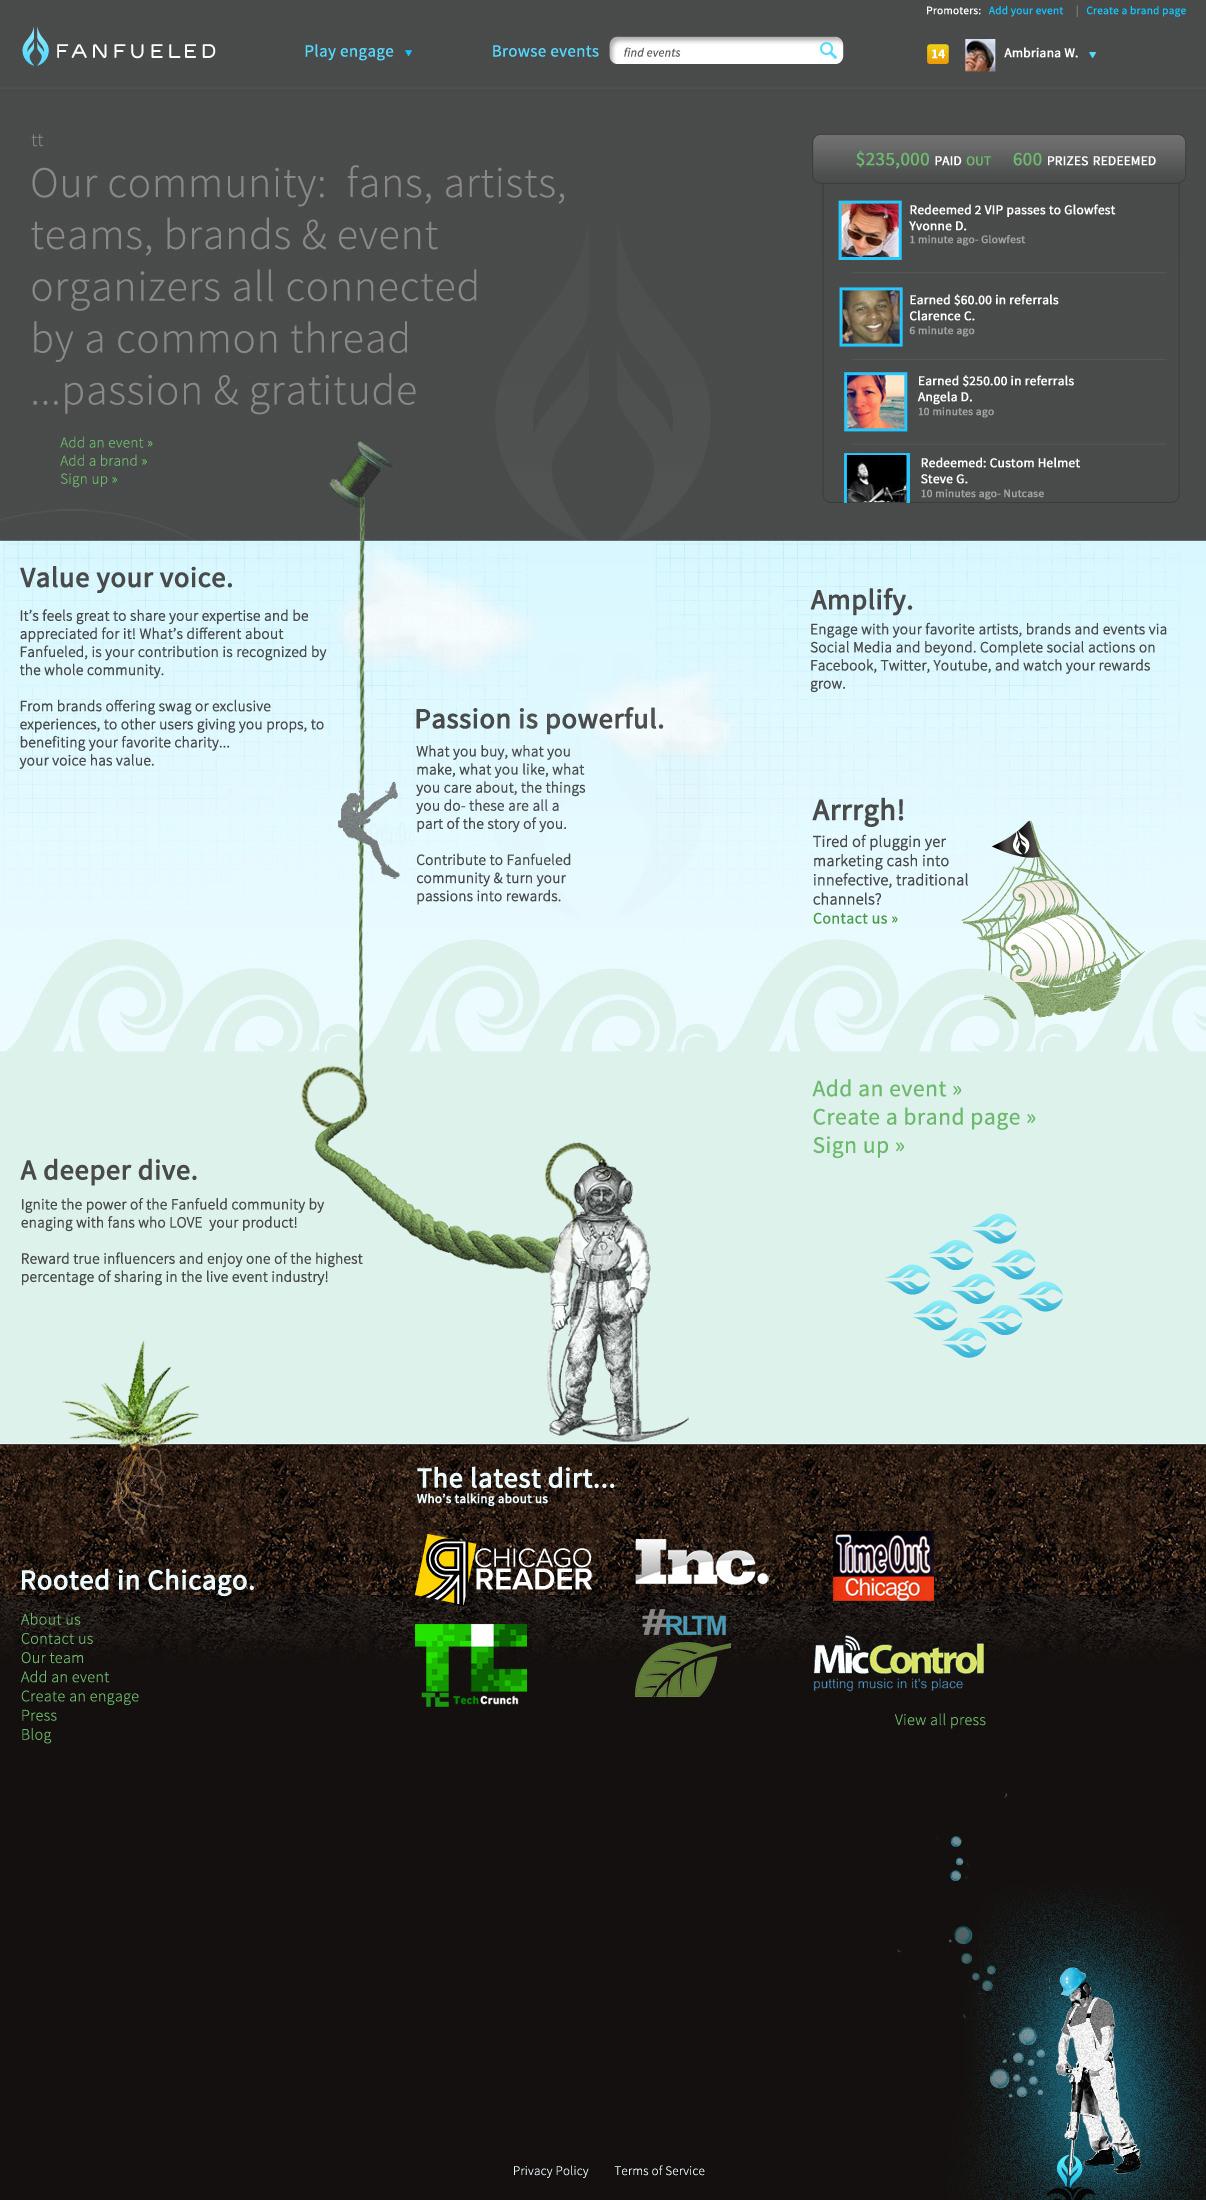 Promoters: Add your event | Create a brand page
FANFUELED
Play engage
Browse events
find events
14
Ambriana W.
tt
Our community: fans, artists,
teams, brands & event
organizers all connected
by a common thread
...passion & gratitude
Add an event »
Add a brand »
Sign up »
$235,000 PAID OUT 600 PRIZES REDEEMED
Redeemed 2 VIP passes to Glowfest
Yvonne D.
1 minute ago- Glowfest
Earned $60.00 in referrals
Clarence C.
6 minute ago
Earned $250.00 in referrals
Angela D.
10 minutes ago
Redeemed: Custom Helmet
Steve G.
10 minutes ago- Nutcase
Value your voice.
It's feels great to share your expertise and be
appreciated for it! What's different about
Fanfueled, is your contribution is recognized by
the whole community.
From brands offering swag or exclusive
experiences, to other users giving you props, to
benefiting your favorite charity...
your voice has value.
Passion is powerful.
What you buy, what you
make, what you like, what
you care about, the things
you do- these are all a
part of the story of you.
Contribute to Fanfueled
community & turn your
passions into rewards.
Amplify.
Engage with your favorite artists, brands and events via
Social Media and beyond. Complete social actions on
Facebook, Twitter, Youtube, and watch your rewards
grow.
Arrrgh!
Tired of pluggin yer
marketing cash into
innefective, traditional
channels?
Contact us »
Add an event »
Create a brand page »
Sign up »
A deeper dive.
Ignite the power of the Fanfueld community by
enaging with fans who LOVE your product!
Reward true influencers and enjoy one of the highest
percentage of sharing in the live event industry!
The latest dirt...
Who's talking about us
CHICAGO
READER
Inc.
TimeOut
Chicago
TC
TC TechCrunch
#RLTM
MicControl
putting music in it's place
View all press
Rooted in Chicago.
About us
Contact us
Our team
Add an event
Create an engage
Press
Blog
Privacy Policy
Terms of Service